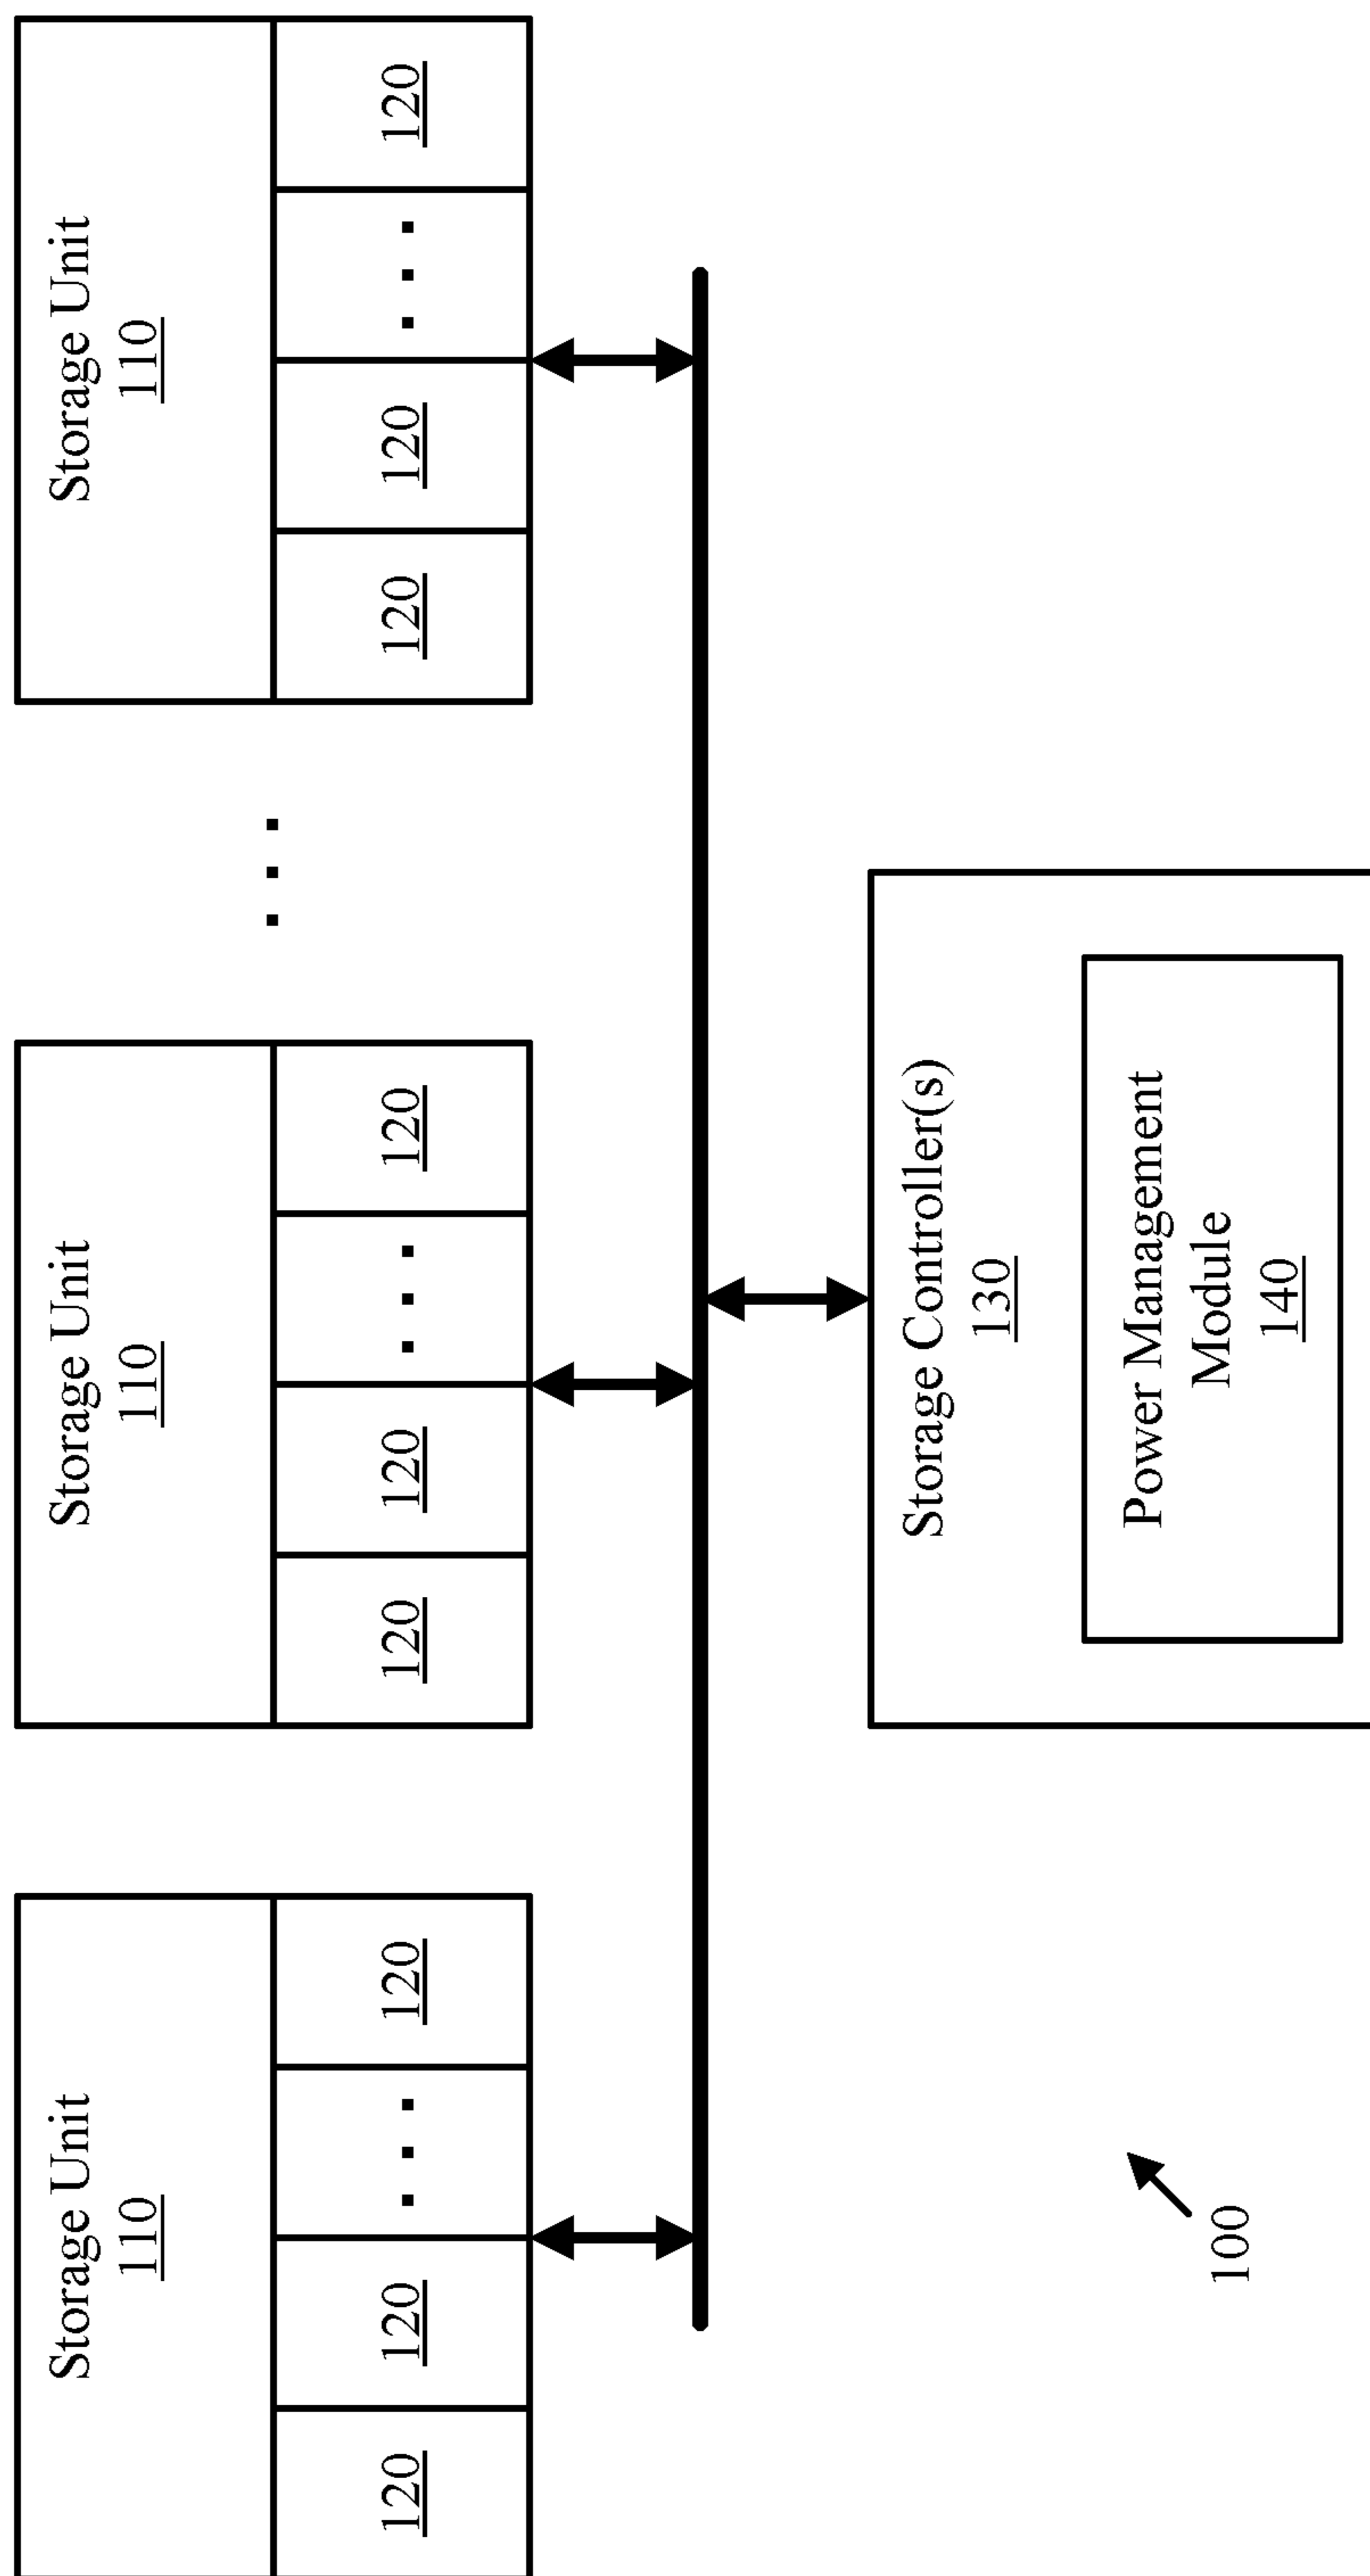 Storage Unit
110
120
120
. . .
120
Storage Unit
110
120
120
. . .
120
. . .
Storage Unit
110
120
120
. . .
120
Storage Controller(s)
130
Power Management
Module
140
100